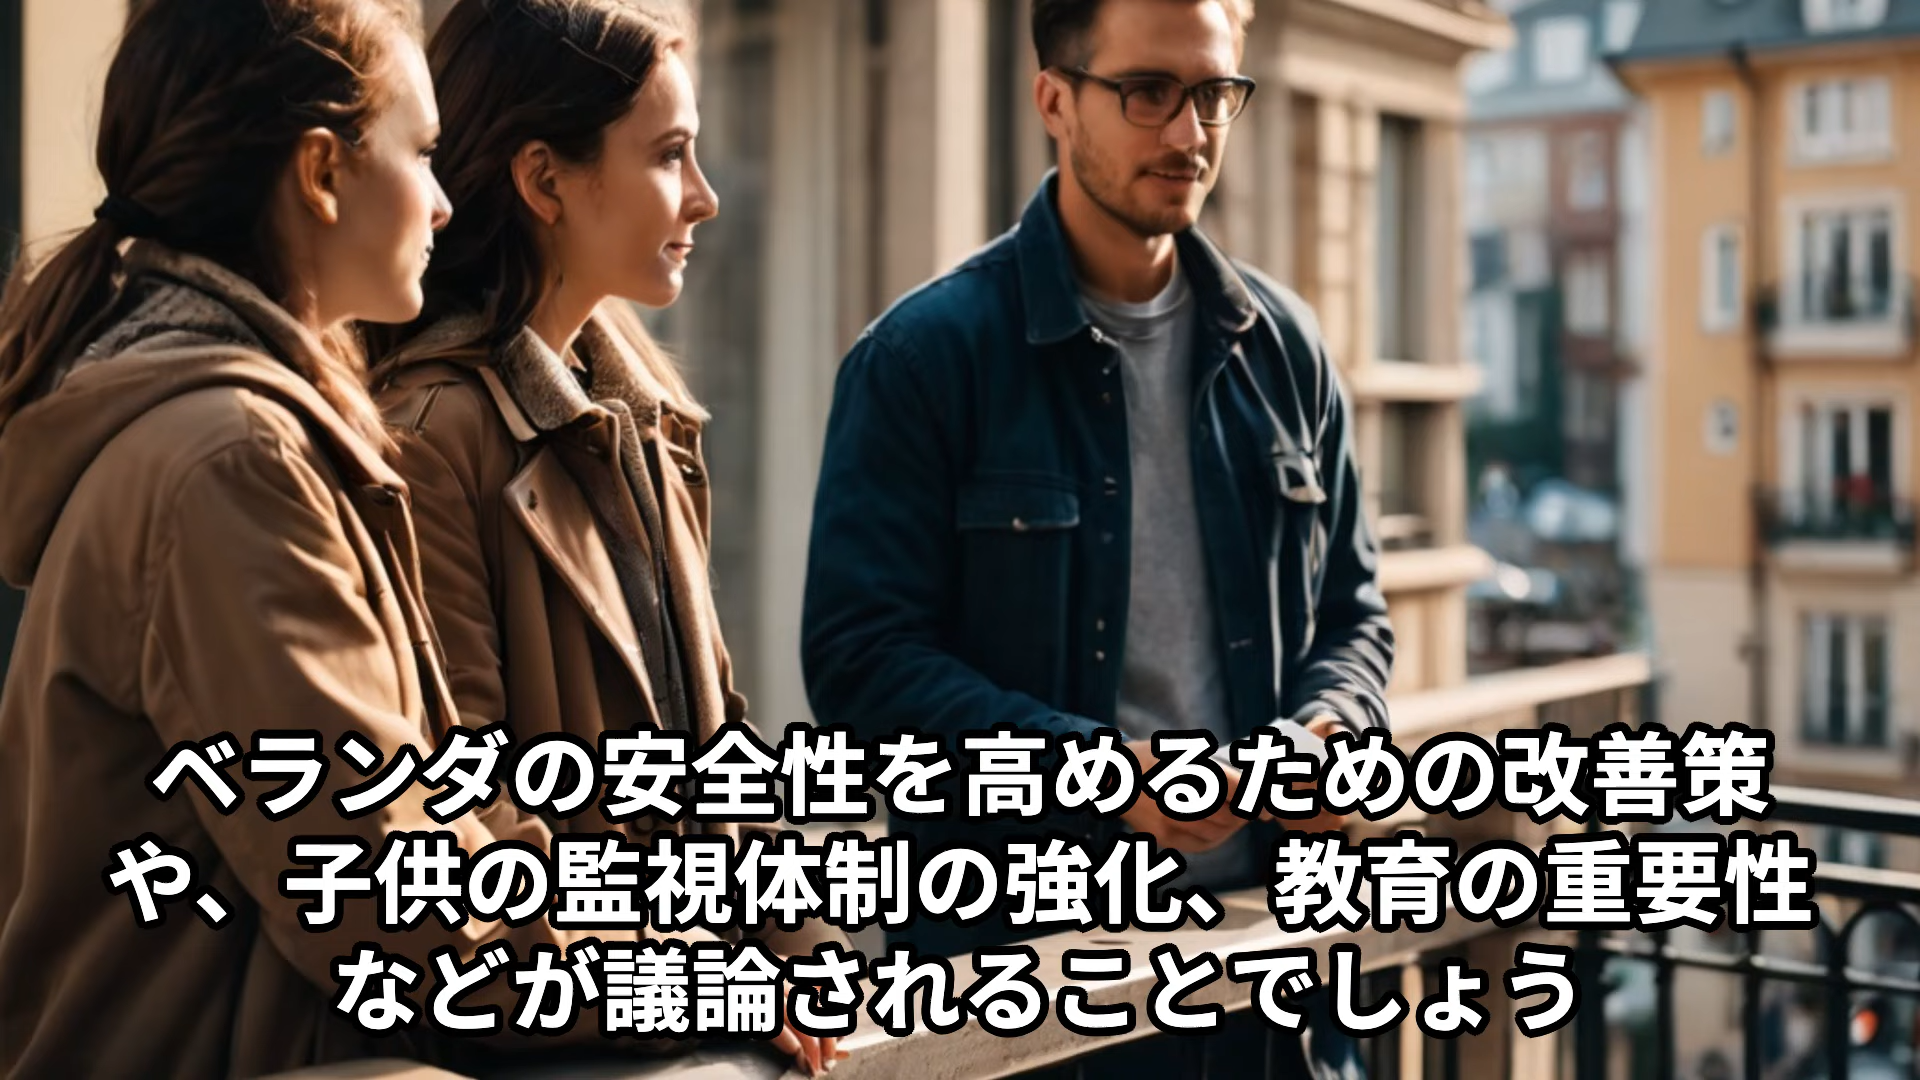 ベランダの安全性を高めるための改善策
や、子供の監視体制の強化、教育の重要性
などが議論されることでしょう